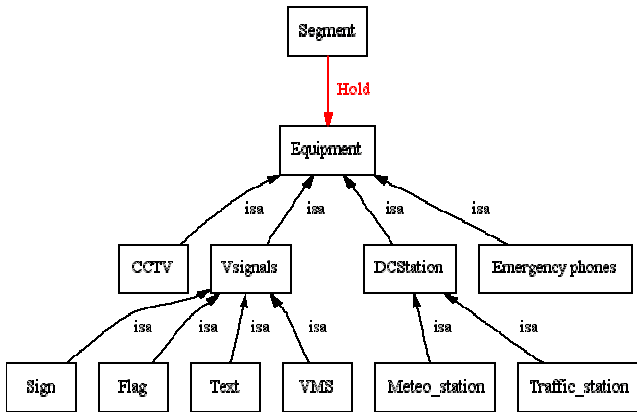 Segment
Hold
Equipment
isa isa isa isa
CCTV Vsignals DCStation Emergency phones
isa isa isa isa isa isa
Sign Flag Text VMS Meteo_station Traffic_station